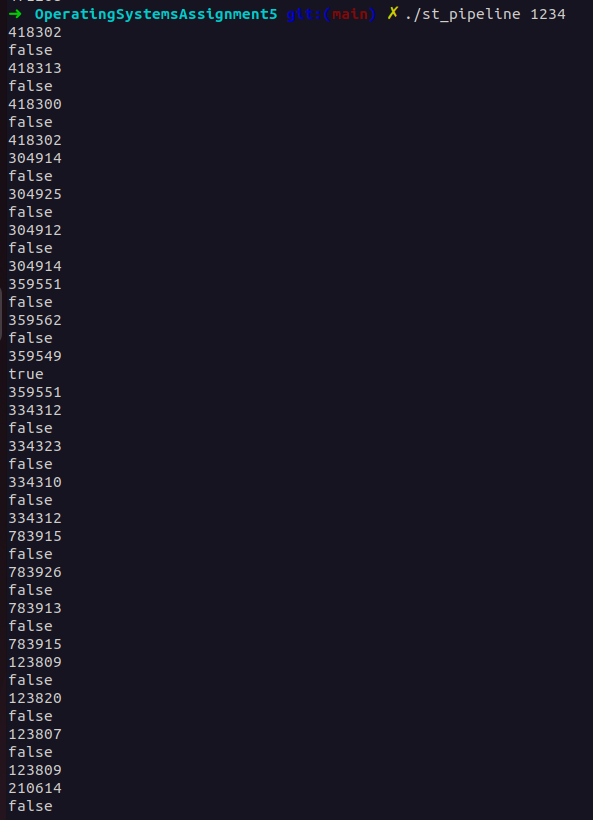 ➜ OperatingSystemsAssignment5 git:(main) ✗ ./st_pipeline 1234
418302
false
418313
false
418300
false
418302
304914
false
304925
false
304912
false
304914
359551
false
359562
false
359549
true
359551
334312
false
334323
false
334310
false
334312
783915
false
783926
false
783913
false
783915
123809
false
123820
false
123807
false
123809
210614
false